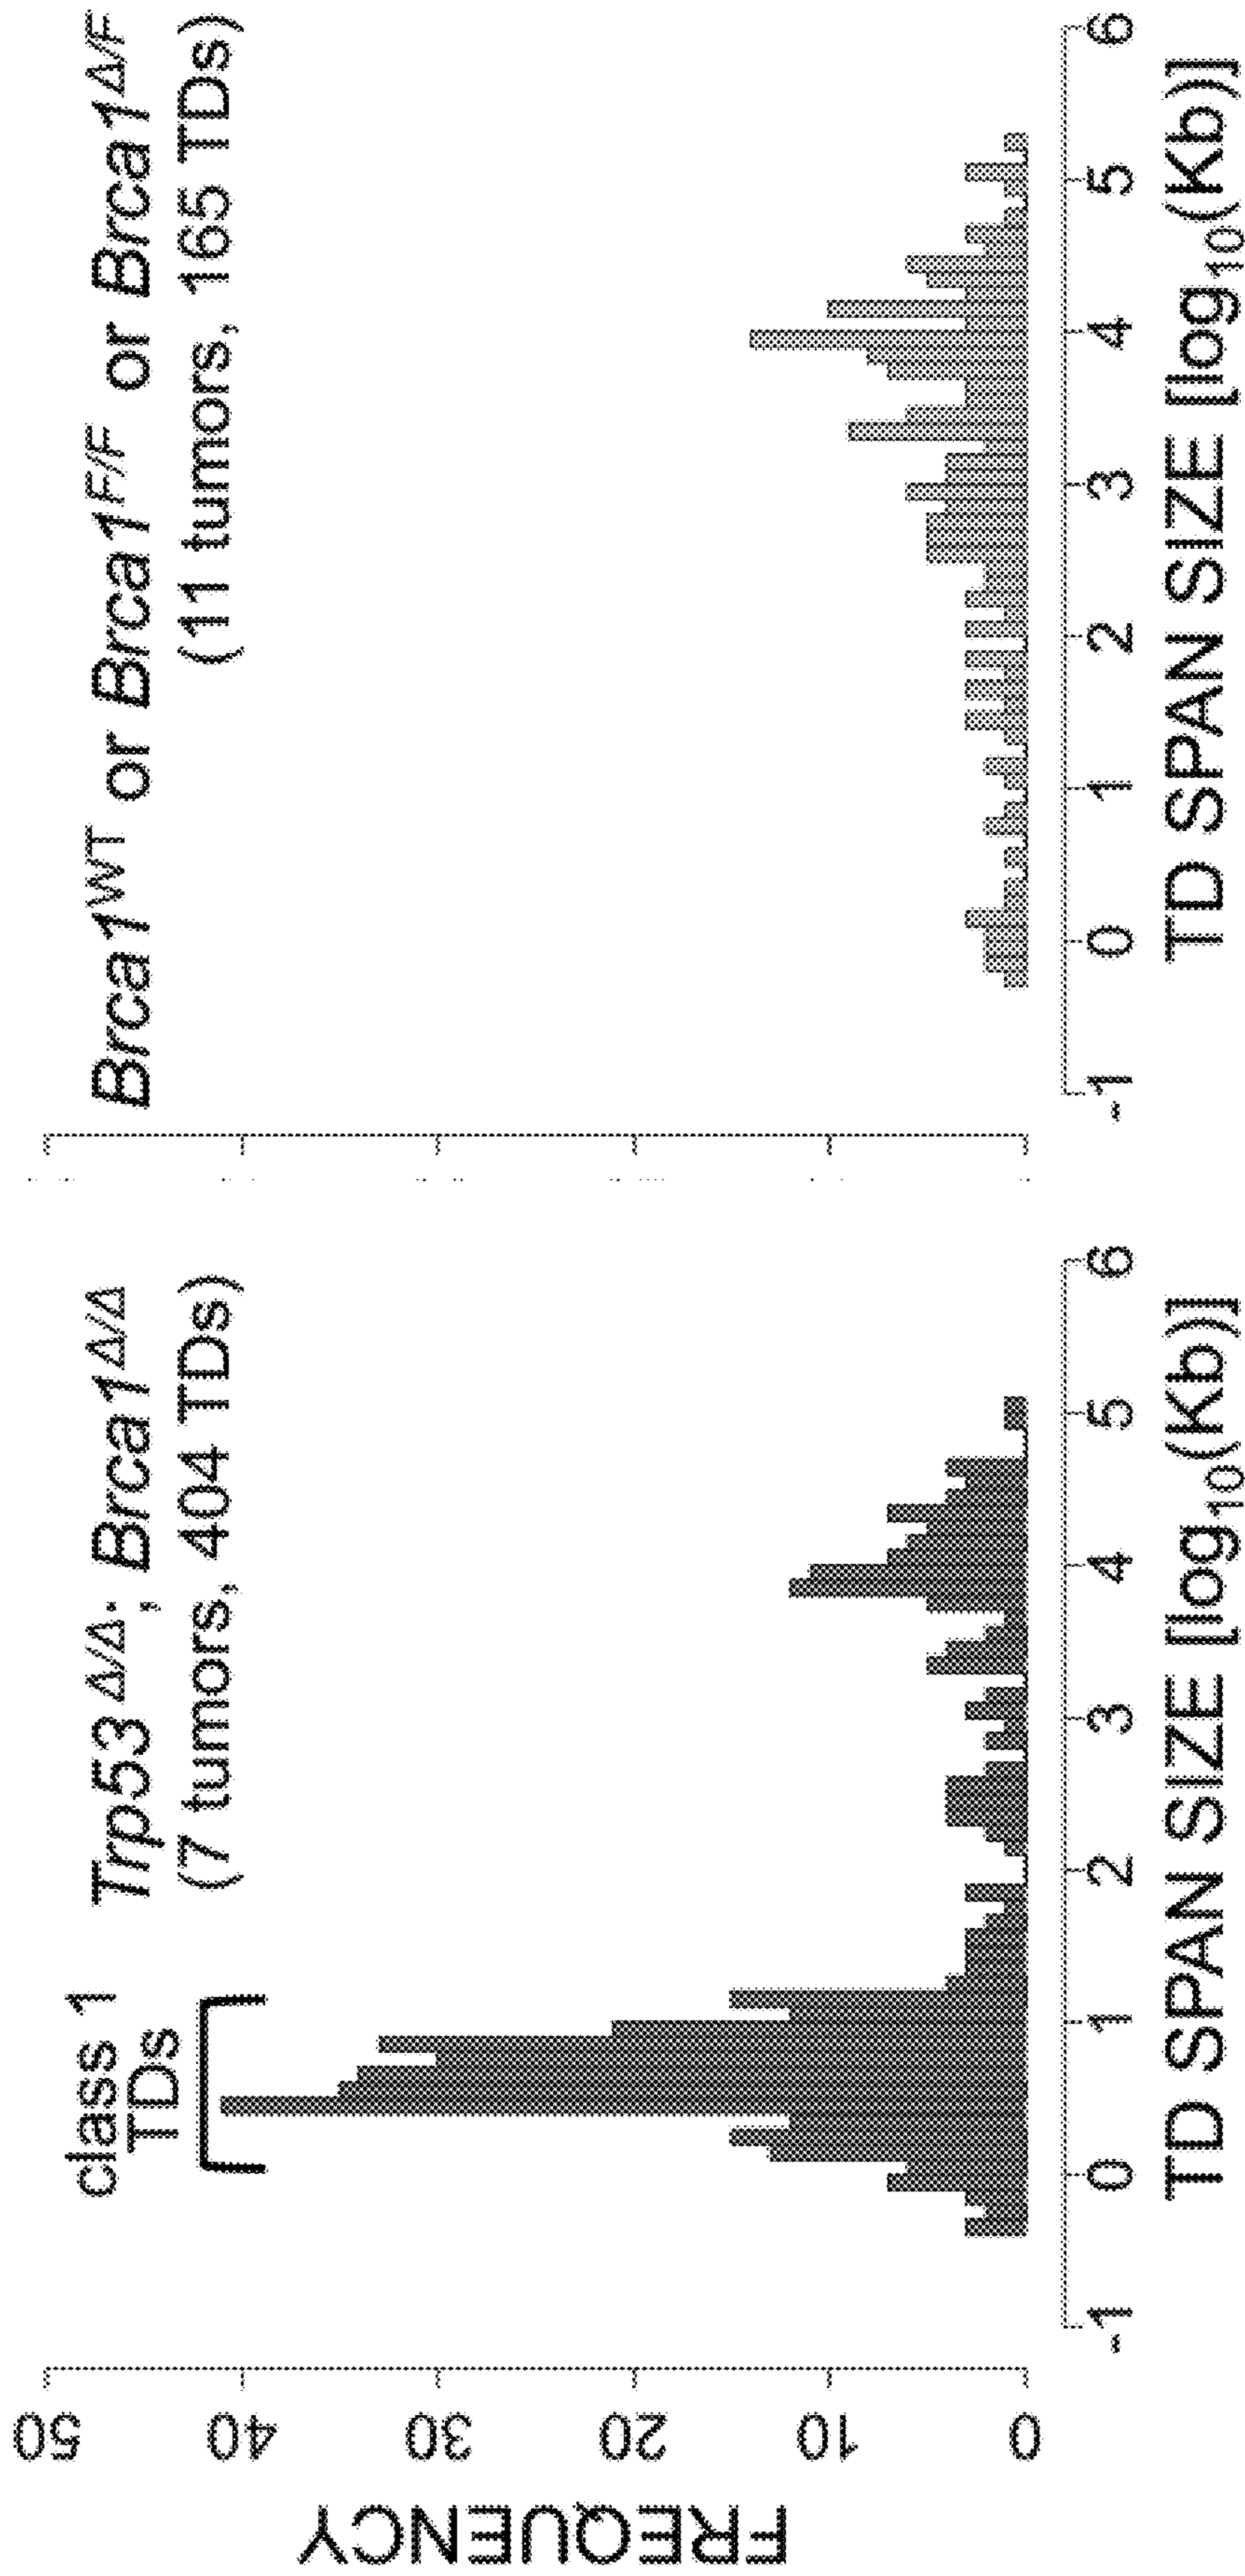 class 1
TDs
Trp53 Δ/Δ; Brca1Δ/Δ
(7 tumors, 404 TDs)
FREQUENCY
50
40
30
20
10
0
-1 0 1 2 3 4 5 6
TD SPAN SIZE [log10(Kb)]
Brca1WT or Brca1F/F or Brca1Δ/F
(11 tumors, 165 TDs)
-1 0 1 2 3 4 5 6
TD SPAN SIZE [log10(Kb)]